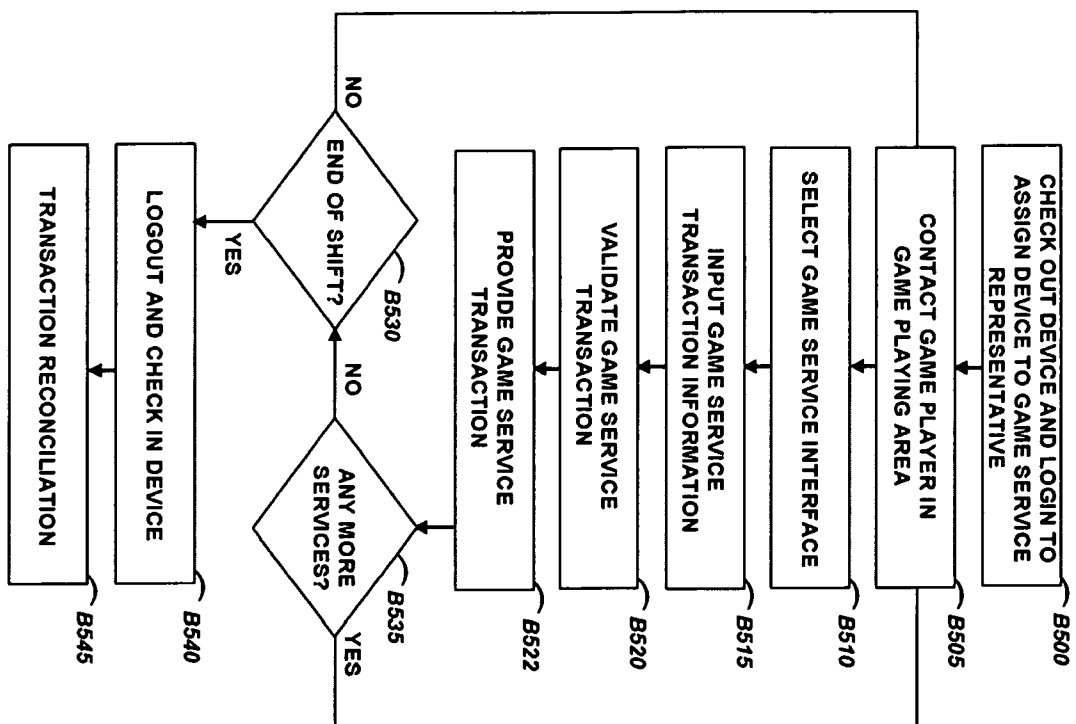 CHECK OUT DEVICE AND LOGIN TO
ASSIGN DEVICE TO GAME SERVICE
REPRESENTATIVE
B500
CONTACT GAME PLAYER IN
GAME PLAYING AREA
B505
SELECT GAME SERVICE INTERFACE
B510
INPUT GAME SERVICE
TRANSACTION INFORMATION
B515
VALIDATE GAME SERVICE
TRANSACTION
B520
PROVIDE GAME SERVICE
TRANSACTION
B522
ANY MORE
SERVICES?
B535
YES
NO
END OF SHIFT?
B530
NO
YES
LOGOUT AND CHECK IN DEVICE
B540
TRANSACTION RECONCILIATION
B545